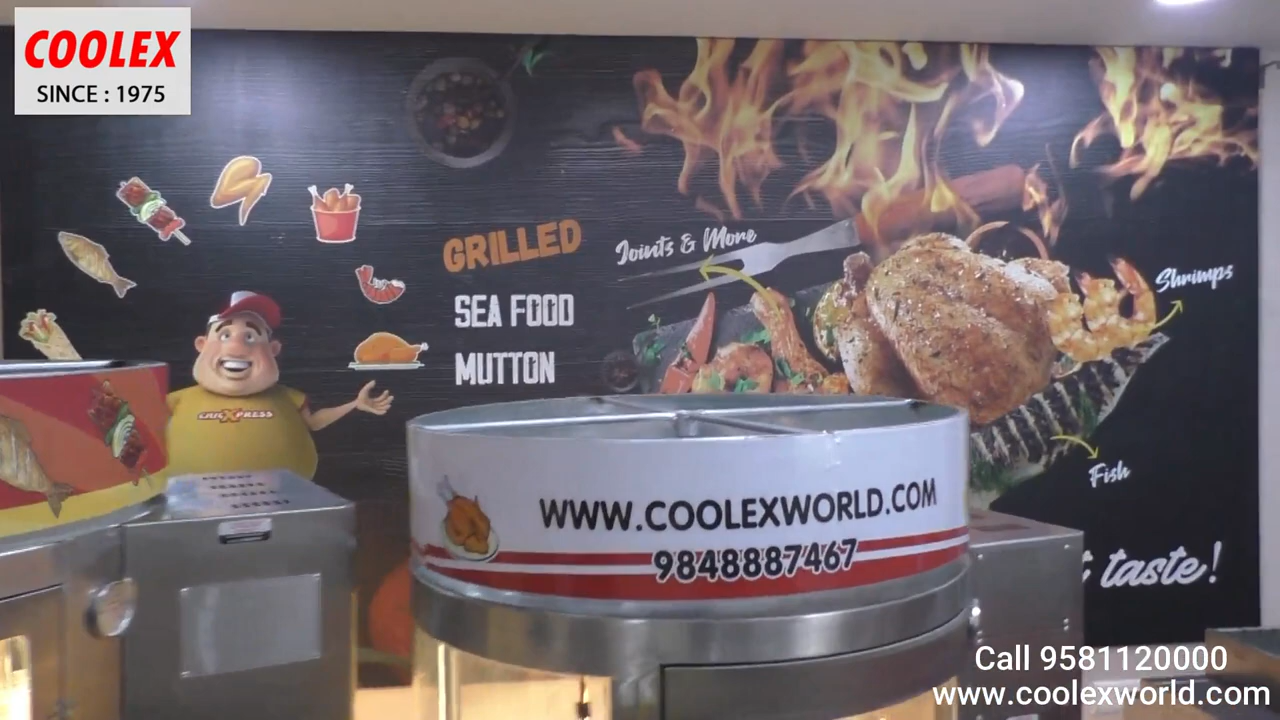 COOLEX
SINCE : 1975
GRILLED
SEA FOOD
MUTTON
Joints & More
Shrimps
Fish
taste!
WWW.COOLEXWORLD.COM
9848887467
Call 9581120000
www.coolexworld.com